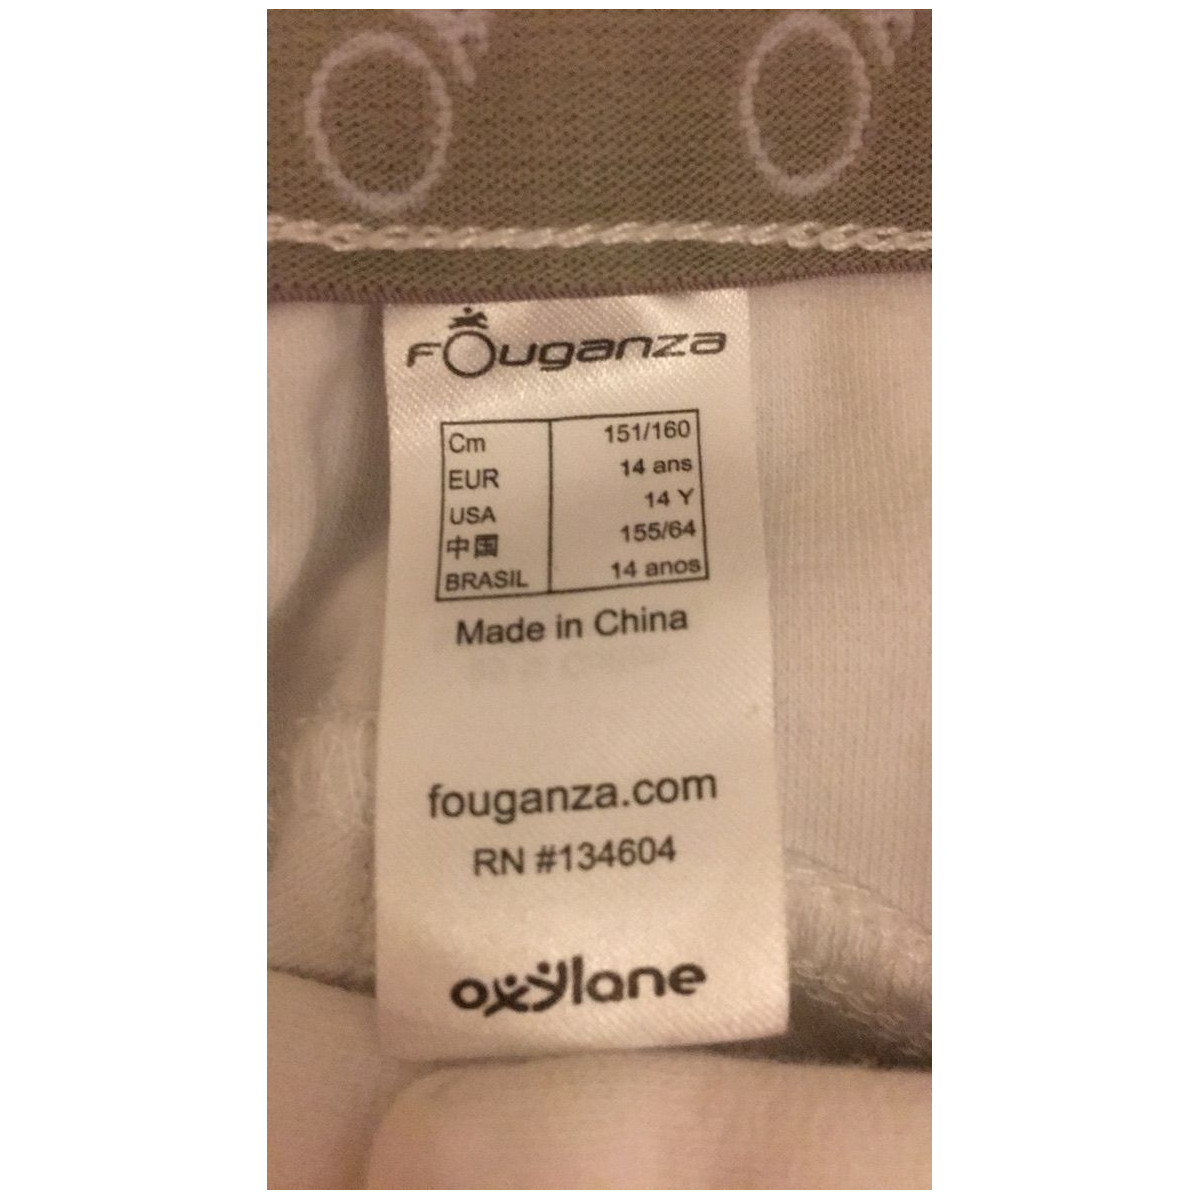 FOuganza
Cm 151/160
EUR 14 ans
USA 14 Y
中国 155/64
BRASIL 14 anos
Made in China
fouganza.com
RN #134604
oxylane